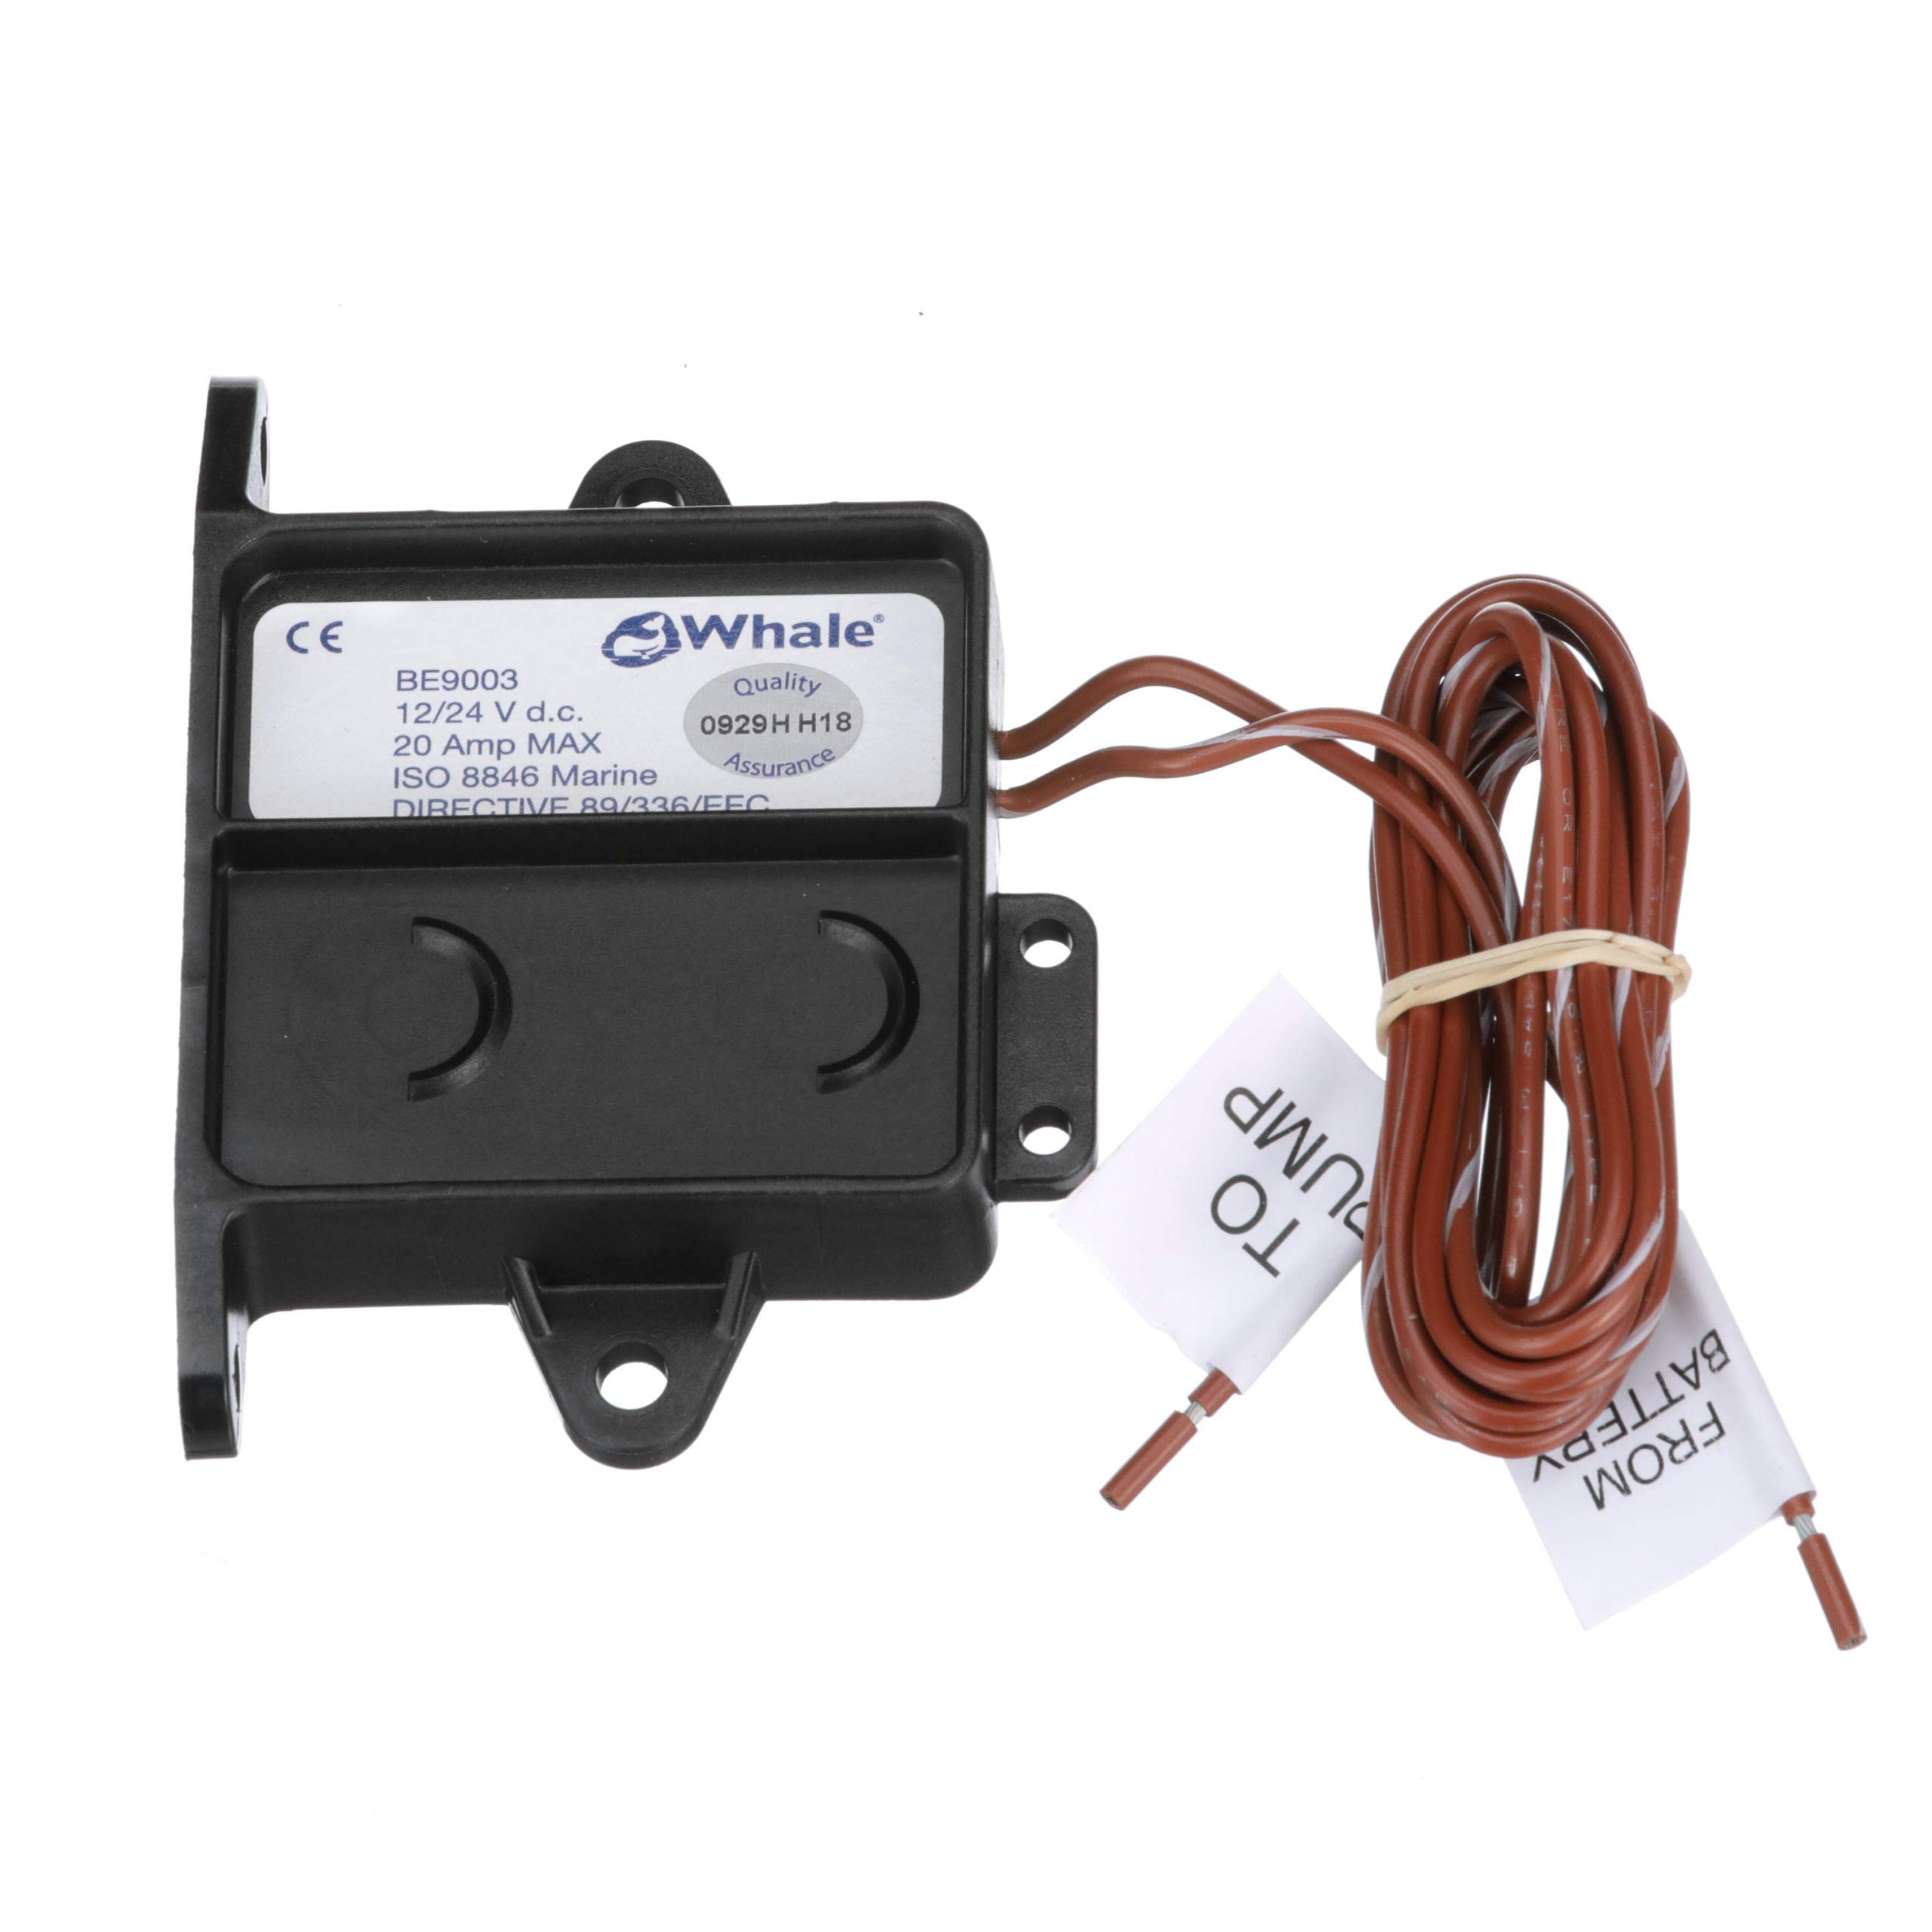 CE
Whale®
BE9003
12/24 V d.c.
20 Amp MAX
ISO 8846 Marine
DIRECTIVE 89/336/EEC
Quality
0929H H18
Assurance
TO
PUMP
FROM
BATTERY